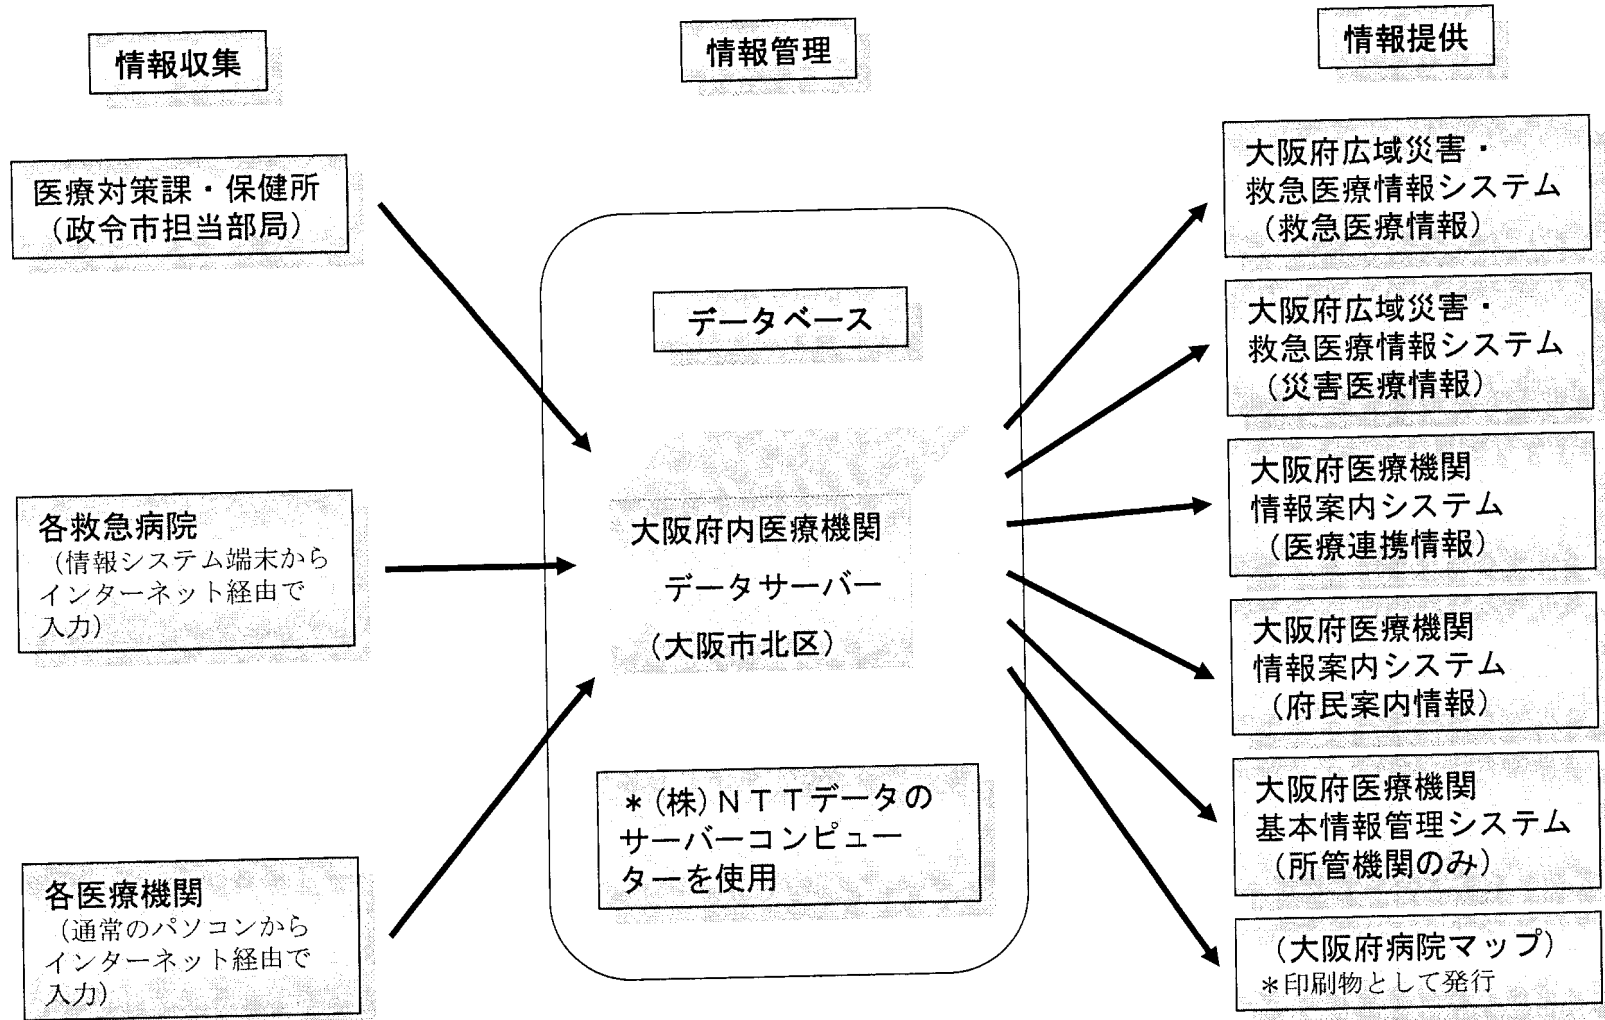 情報収集
情報管理
情報提供
医療対策課・保健所
（政令市担当部局）
各救急病院
（情報システム端末から
インターネット経由で
入力）
各医療機関
（通常のパソコンから
インターネット経由で
入力）
データベース
大阪府内医療機関
データサーバー
（大阪市北区）
＊(株)ＮＴＴデータの
サーバーコンピュー
ターを使用
大阪府広域災害・
救急医療情報システム
（救急医療情報）
大阪府広域災害・
救急医療情報システム
（災害医療情報）
大阪府医療機関
情報案内システム
（医療連携情報）
大阪府医療機関
情報案内システム
（府民案内情報）
大阪府医療機関
基本情報管理システム
（所管機関のみ）
（大阪府病院マップ）
＊印刷物として発行